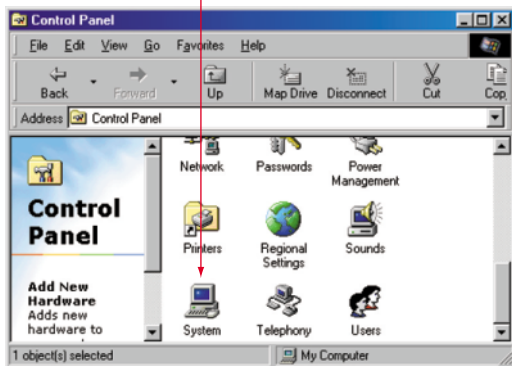 Control Panel
File Edit View Go Favorites Help
Back Forward Up Map Drive Disconnect Cut Cop
Address Control Panel
Network Passwords Power
Management
Control
Panel
Printers Regional
Settings Sounds
Add New
Hardware
Adds new
hardware to
System Telephony Users
1 object(s) selected My Computer